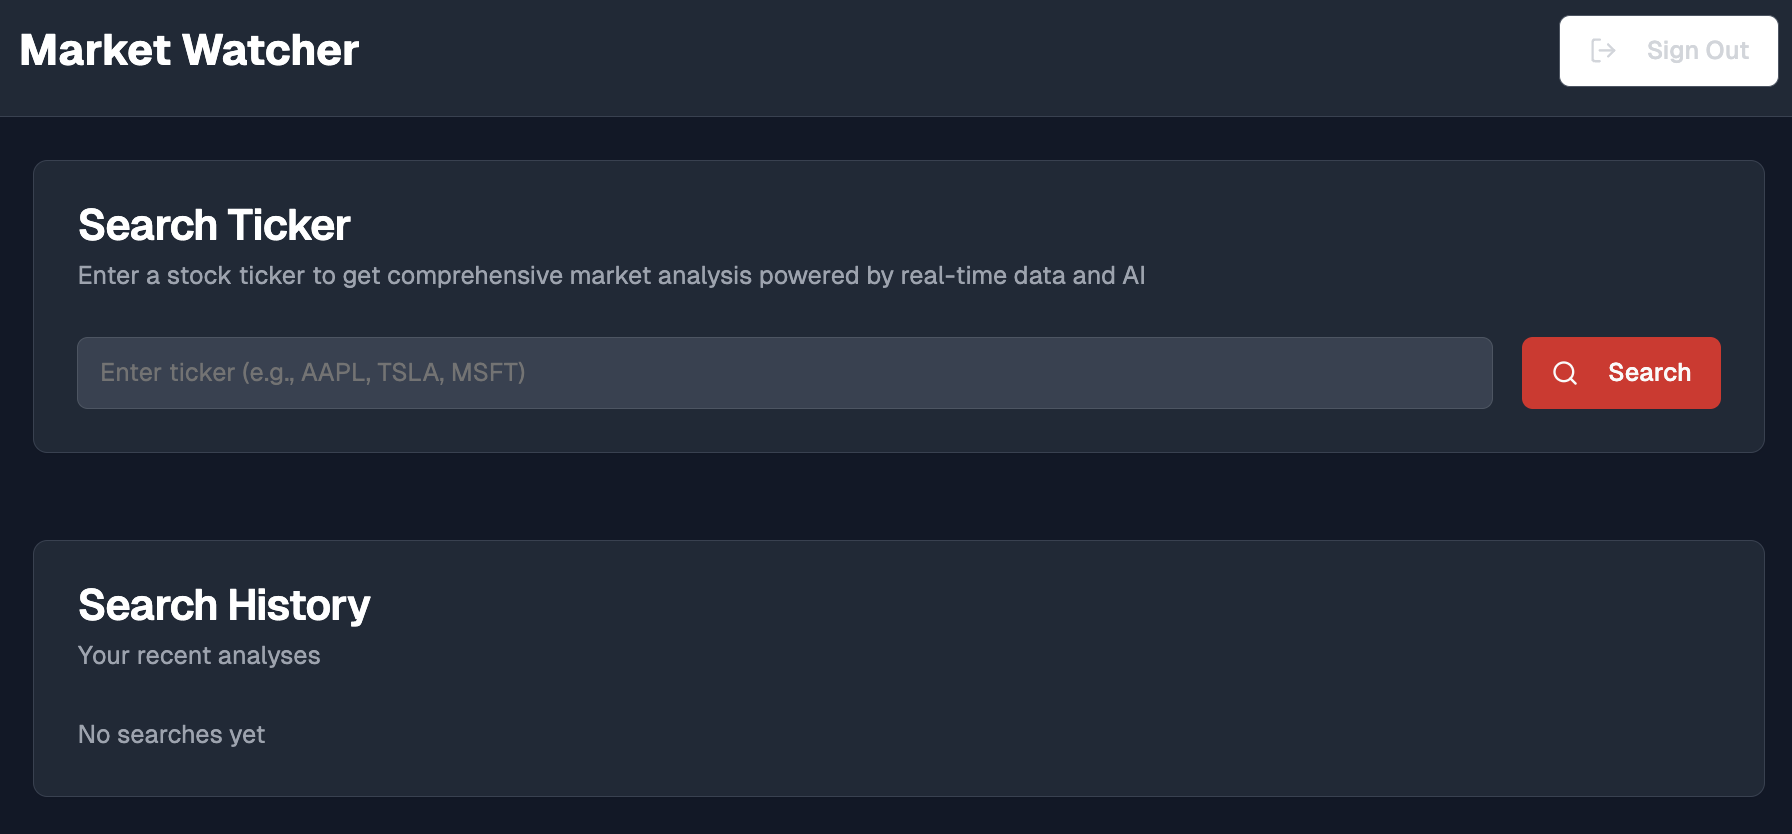 Market Watcher
Sign Out
Search Ticker
Enter a stock ticker to get comprehensive market analysis powered by real-time data and AI
Enter ticker (e.g., AAPL, TSLA, MSFT)
Search
Search History
Your recent analyses
No searches yet